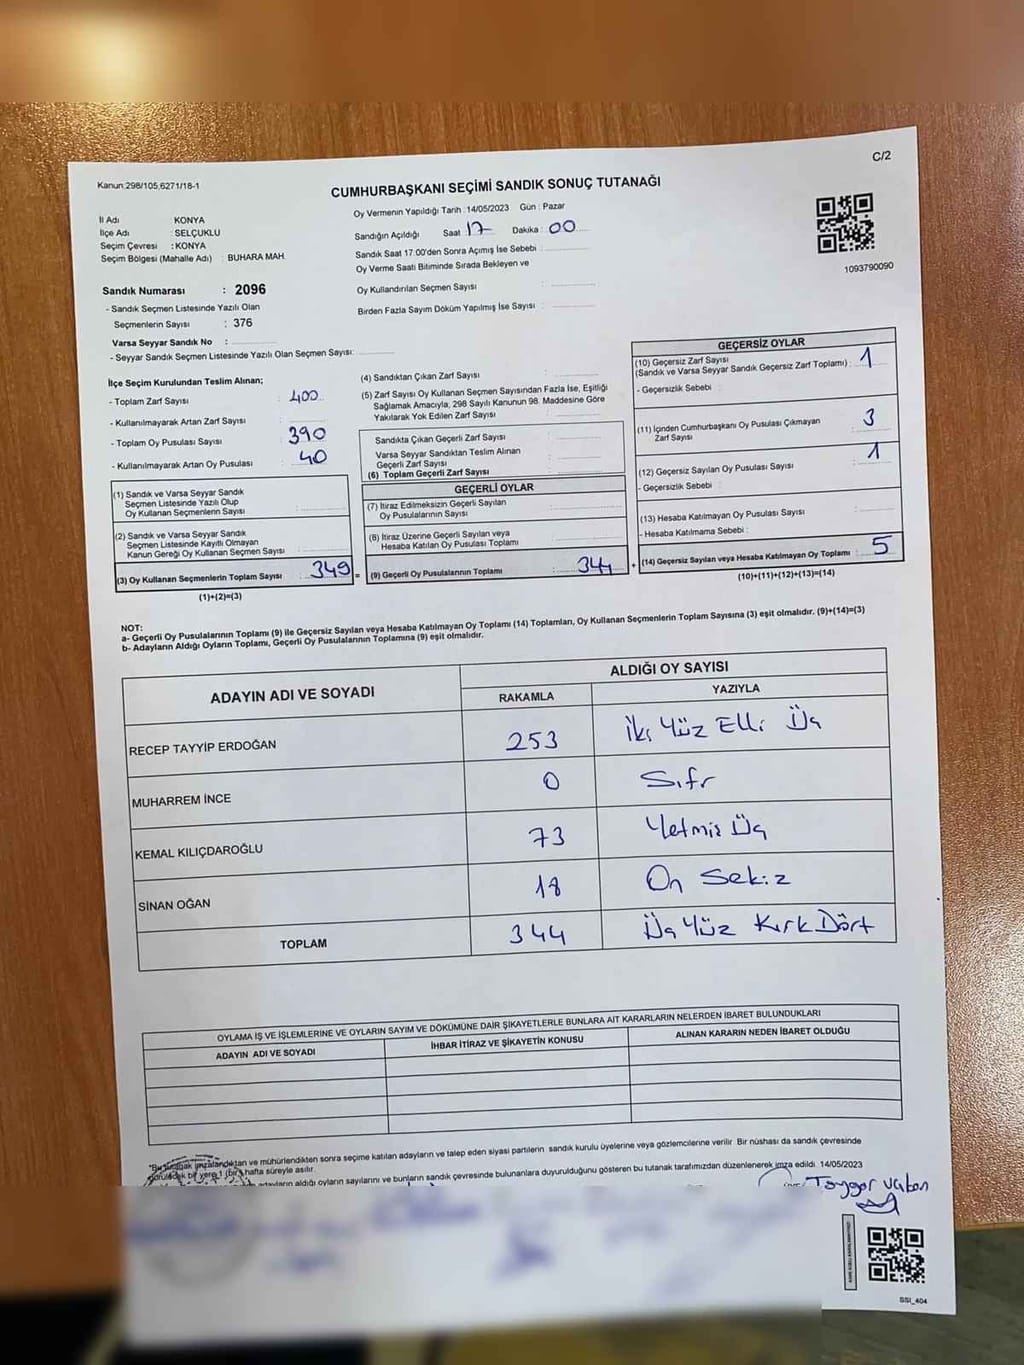 C/2
Kanun 298/105,6271/18-1
CUMHURBAŞKANI SEÇİMİ SANDIK SONUÇ TUTANAĞI
İl Adı : KONYA
İlçe Adı : SELÇUKLU
Seçim Çevresi : KONYA
Seçim Bölgesi (Mahalle Adı) : BUHARA MAH.
Oy Vermenin Yapıldığı Tarih :14/05/2023 Gün : Pazar
Sandığın Açıldığı Saat 17 Dakika : 00
Sandık Saat 17:00'den Sonra Açımış İse Sebebi :
Oy Verme Saati Bitiminde Sırada Bekleyen ve
Oy Kullandırılan Seçmen Sayısı :
Birden Fazla Sayım Döküm Yapılmış İse Sayısı :
1093790090
Sandık Numarası : 2096
- Sandık Seçmen Listesinde Yazılı Olan
Seçmenlerin Sayısı : 376
Varsa Seyyar Sandık No :
- Seyyar Sandık Seçmen Listesinde Yazılı Olan Seçmen Sayısı:
İlçe Seçim Kurulundan Teslim Alınan;
- Toplam Zarf Sayısı : 400
- Kullanılmayarak Artan Zarf Sayısı :
- Toplam Oy Pusulası Sayısı : 390
- Kullanılmayarak Artan Oy Pusulası : 40
(1) Sandık ve Varsa Seyyar Sandık
Seçmen Listesinde Yazılı Olup
Oy Kullanan Seçmenlerin Sayısı :
(2) Sandık ve Varsa Seyyar Sandık
Seçmen Listesinde Kayıtlı Olmayan
Kanun Gereği Oy Kullanan Seçmen Sayısı :
(3) Oy Kullanan Seçmenlerin Toplam Sayısı : 349 =
(1)+(2)=(3)
(4) Sandıktan Çıkan Zarf Sayısı :
(5) Zarf Sayısı Oy Kullanan Seçmen Sayısından Fazla İse, Eşitliği
Sağlamak Amacıyla, 298 Sayılı Kanunun 98. Maddesine Göre
Yakılarak Yok Edilen Zarf Sayısı :
Sandıkta Çıkan Geçerli Zarf Sayısı :
Varsa Seyyar Sandıktan Teslim Alınan
Geçerli Zarf Sayısı :
(6) Toplam Geçerli Zarf Sayısı :
GEÇERLİ OYLAR
(7) İtiraz Edilmeksizin Geçerli Sayılan
Oy Pusulalarının Sayısı :
(8) İtiraz Üzerine Geçerli Sayılan veya
Hesaba Katılan Oy Pusulası Toplamı :
(9) Geçerli Oy Pusulalarının Toplamı : 344 +
GEÇERSİZ OYLAR
(10) Geçersiz Zarf Sayısı
(Sandık ve Varsa Seyyar Sandık Geçersiz Zarf Toplamı) : 1
- Geçersizlik Sebebi :
(11) İçinden Cumhurbaşkanı Oy Pusulası Çıkmayan
Zarf Sayısı : 3
(12) Geçersiz Sayılan Oy Pusulası Sayısı : 1
- Geçersizlik Sebebi :
(13) Hesaba Katılmayan Oy Pusulası Sayısı :
- Hesaba Katılmama Sebebi :
(14) Geçersiz Sayılan veya Hesaba Katılmayan Oy Toplamı : 5
(10)+(11)+(12)+(13)=(14)
NOT:
a- Geçerli Oy Pusulalarının Toplamı (9) ile Geçersiz Sayılan veya Hesaba Katılmayan Oy Toplamı (14) Toplamları, Oy Kullanan Seçmenlerin Toplam Sayısına (3) eşit olmalıdır. (9)+(14)=(3)
b- Adayların Aldığı Oyların Toplamı, Geçerli Oy Pusulalarının Toplamına (9) eşit olmalıdır.
ADAYIN ADI VE SOYADI
ALDIĞI OY SAYISI
RAKAMLA YAZIYLA
RECEP TAYYİP ERDOĞAN 253 İki Yüz Elli Üç
MUHARREM İNCE 0 Sıfr
KEMAL KILIÇDAROĞLU 73 Yetmiş Üç
SİNAN OĞAN 18 On Sekiz
TOPLAM 344 Üç Yüz Kırk Dört
OYLAMA İŞ VE İŞLEMLERİNE VE OYLARIN SAYIM VE DÖKÜMÜNE DAİR ŞİKAYETLERLE BUNLARA AİT KARARLARIN NELERDEN İBARET BULUNDUKLARI
ADAYIN ADI VE SOYADI
İHBAR İTİRAZ VE ŞİKAYETİN KONUSU
ALINAN KARARIN NEDEN İBARET OLDUĞU
imzalandıktan ve mühürlendikten sonra seçime katılan adayların ve talep eden siyasi partilerin sandık kurulu üyelerine veya gözlemcilerine verilir. Bir nüshası da sandık çevresinde
bir yere 1 (bir) hafta süreyle asılır.
adayların aldığı oyların sayılarını ve bunların sandık çevresinde bulunanlara duyurulduğunu gösteren bu tutanak tarafımızdan düzenlenerek imza edildi. 14/05/2023
SSI_404